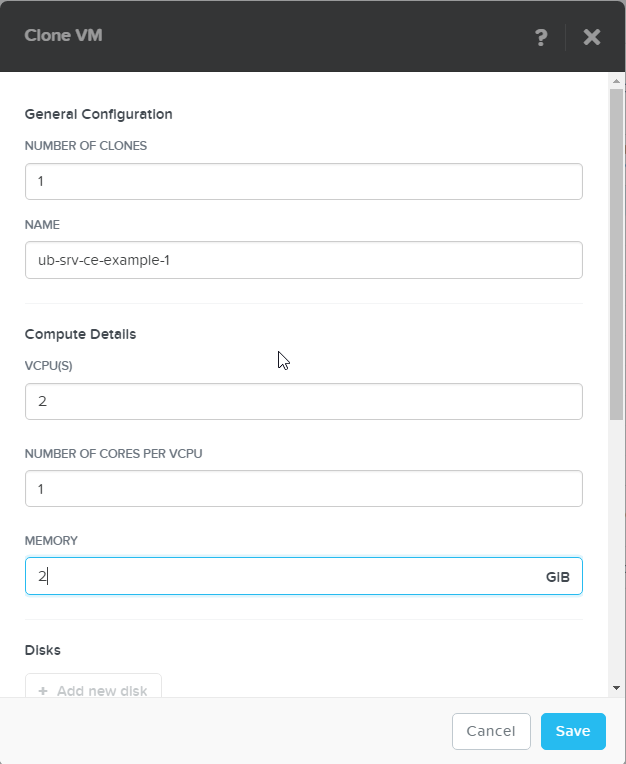 Clone VM
?
General Configuration
NUMBER OF CLONES
1
NAME
ub-srv-ce-example-1
Compute Details
VCPU(S)
2
NUMBER OF CORES PER VCPU
1
MEMORY
2 GiB
Disks
+ Add new disk
Cancel Save